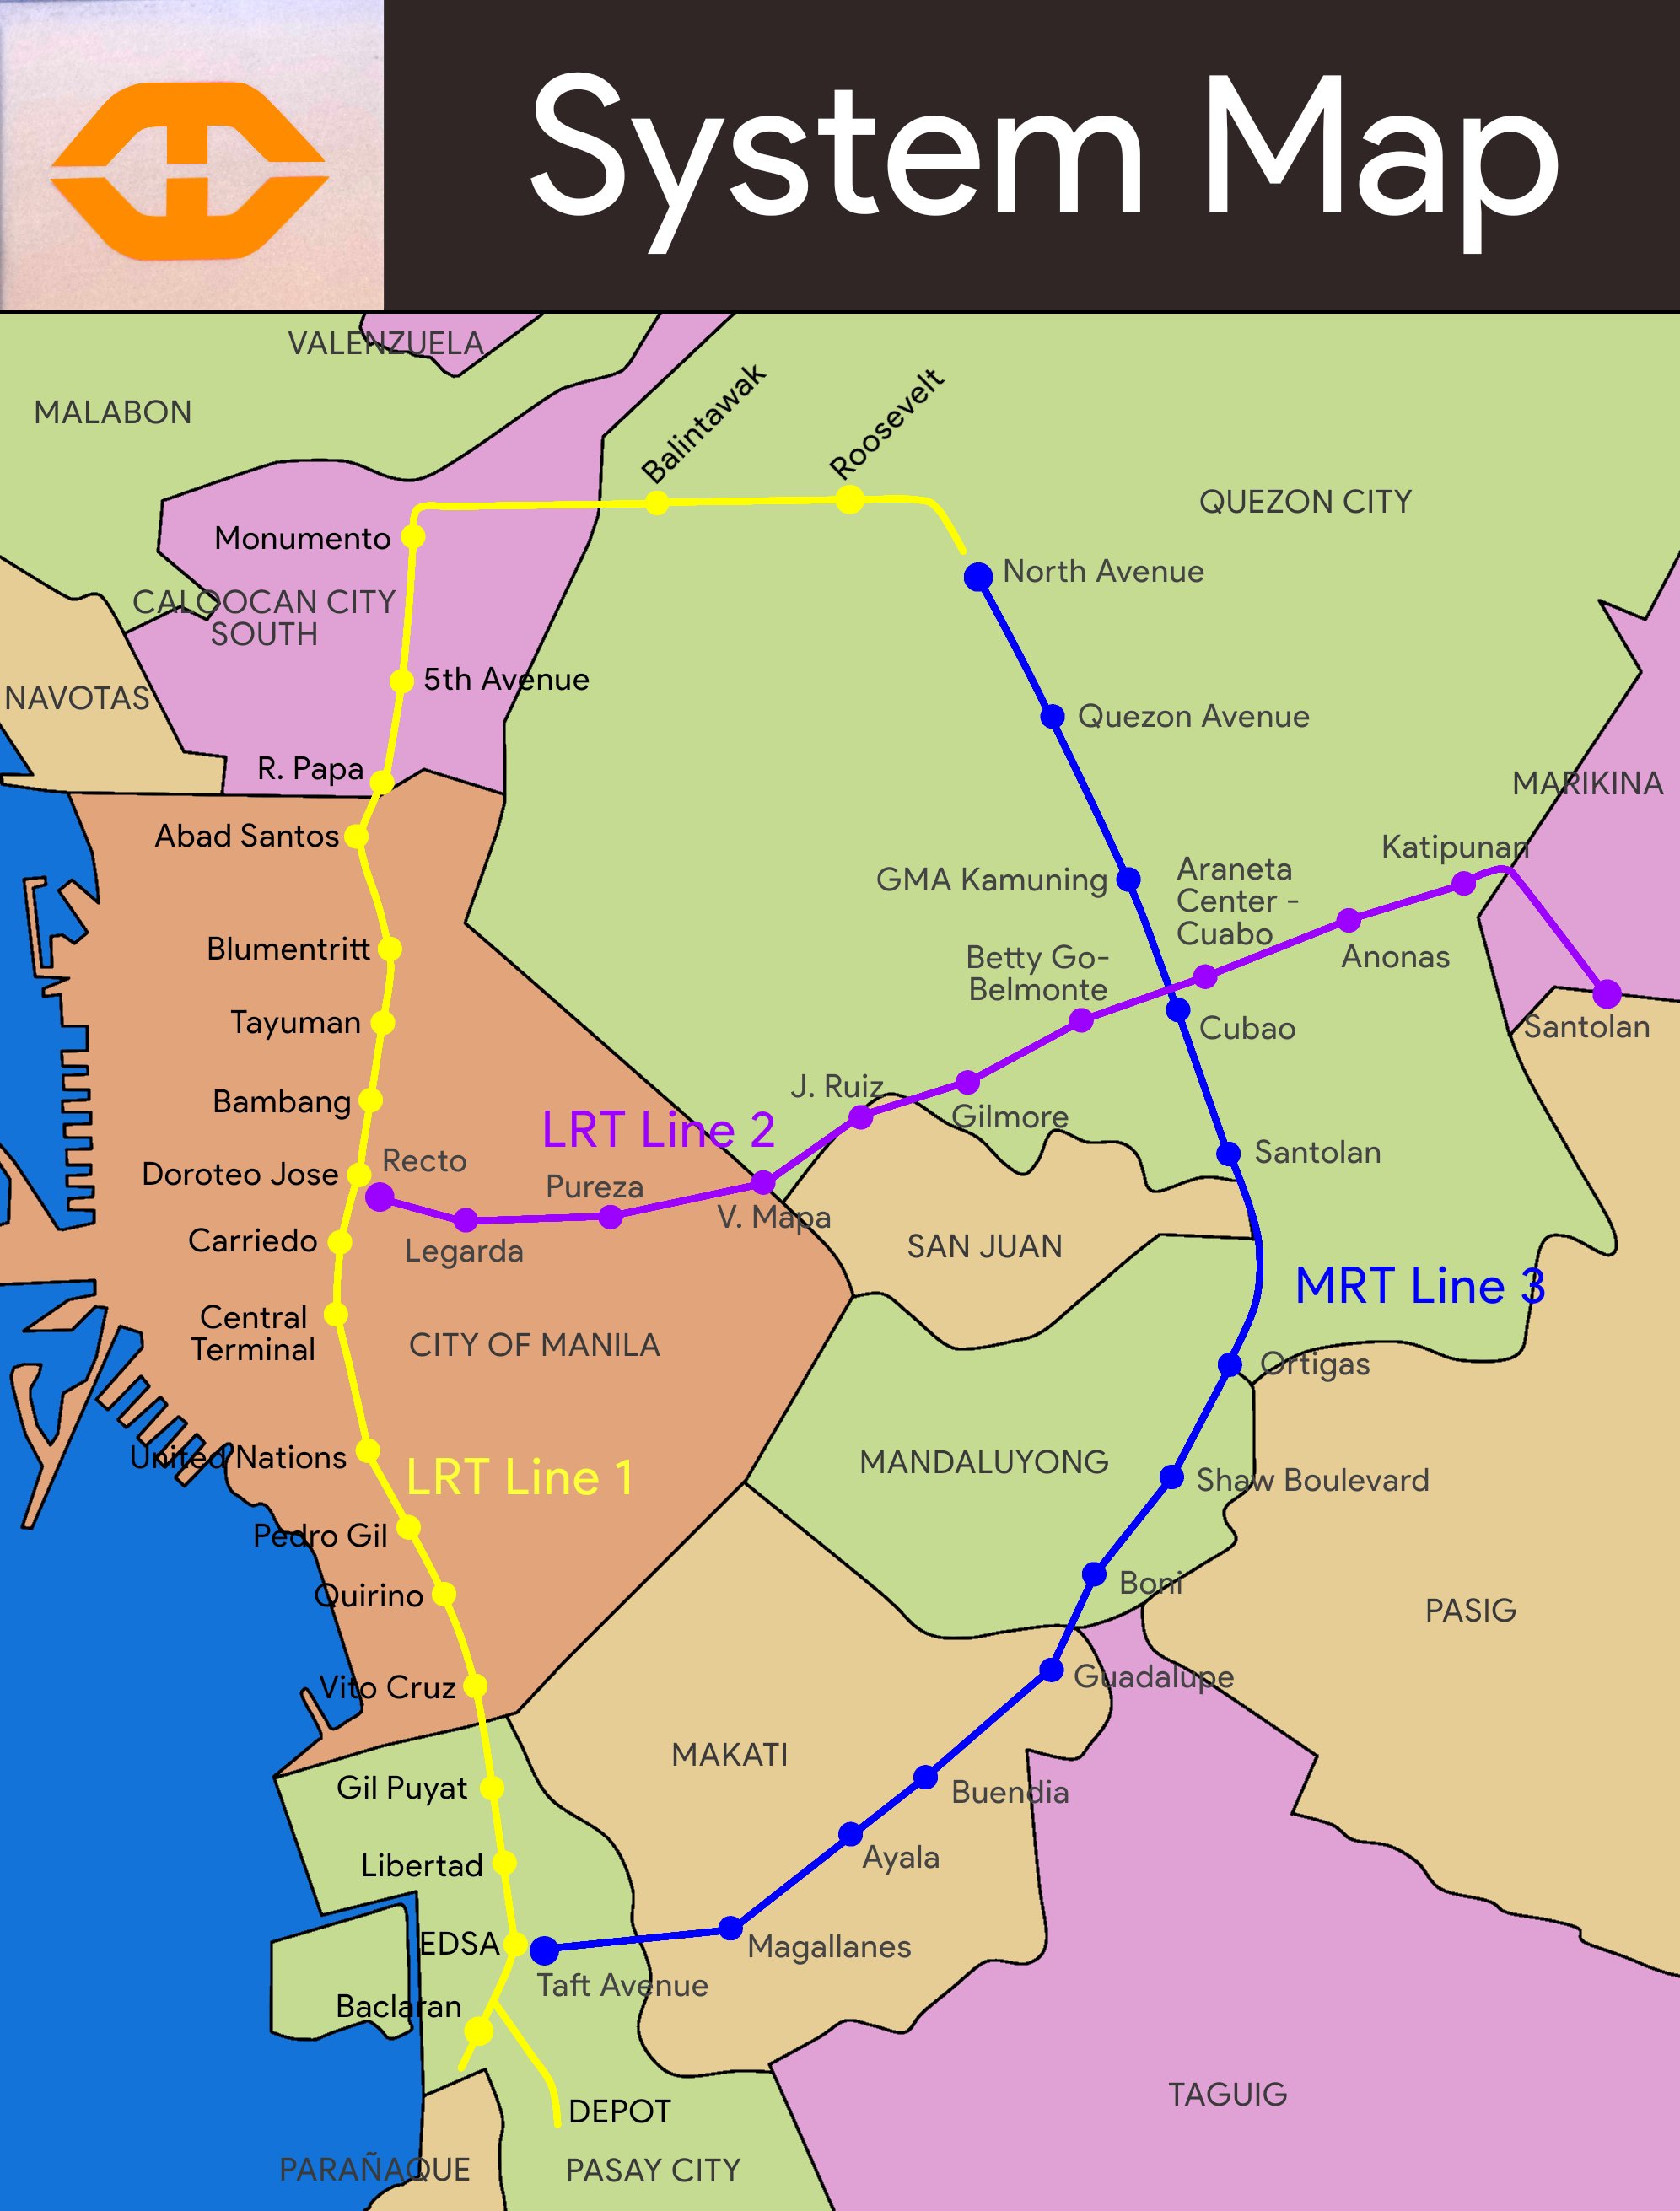 System Map
VALENZUELA
MALABON
Balintawak
Roosevelt
QUEZON CITY
Monumento
North Avenue
CALOOCAN CITY
SOUTH
5th Avenue
NAVOTAS
Quezon Avenue
R. Papa
MARIKINA
Abad Santos
Katipunan
GMA Kamuning
Araneta
Center -
Cuabo
Blumentritt
Betty Go-
Belmonte
Anonas
Tayuman
Cubao
Santolan
Bambang
J. Ruiz
Gilmore
LRT Line 2
Doroteo Jose
Recto
Santolan
Pureza
V. Mapa
Carriedo
Legarda
SAN JUAN
MRT Line 3
Central
Terminal
CITY OF MANILA
Ortigas
United Nations
LRT Line 1
MANDALUYONG
Shaw Boulevard
Pedro Gil
Quirino
Boni
PASIG
Vito Cruz
Guadalupe
MAKATI
Gil Puyat
Buendia
Libertad
Ayala
EDSA
Magallanes
Taft Avenue
Baclaran
TAGUIG
DEPOT
PARAÑAQUE
PASAY CITY